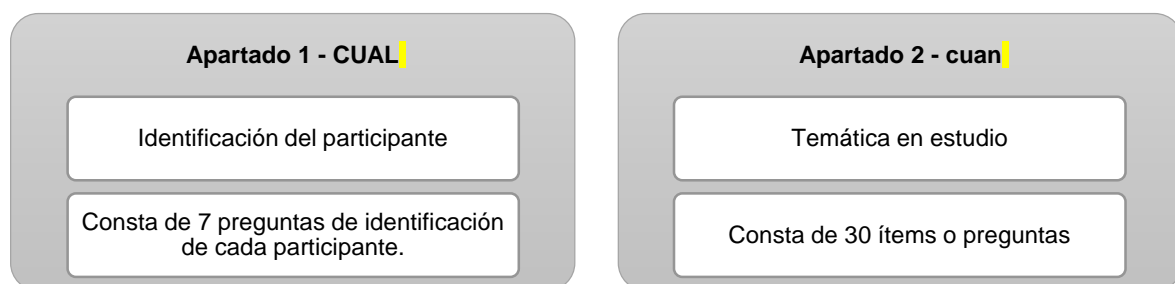 Apartado 1 - CUAL
Identificación del participante
Consta de 7 preguntas de identificación
de cada participante.
Apartado 2 - cuan
Temática en estudio
Consta de 30 ítems o preguntas